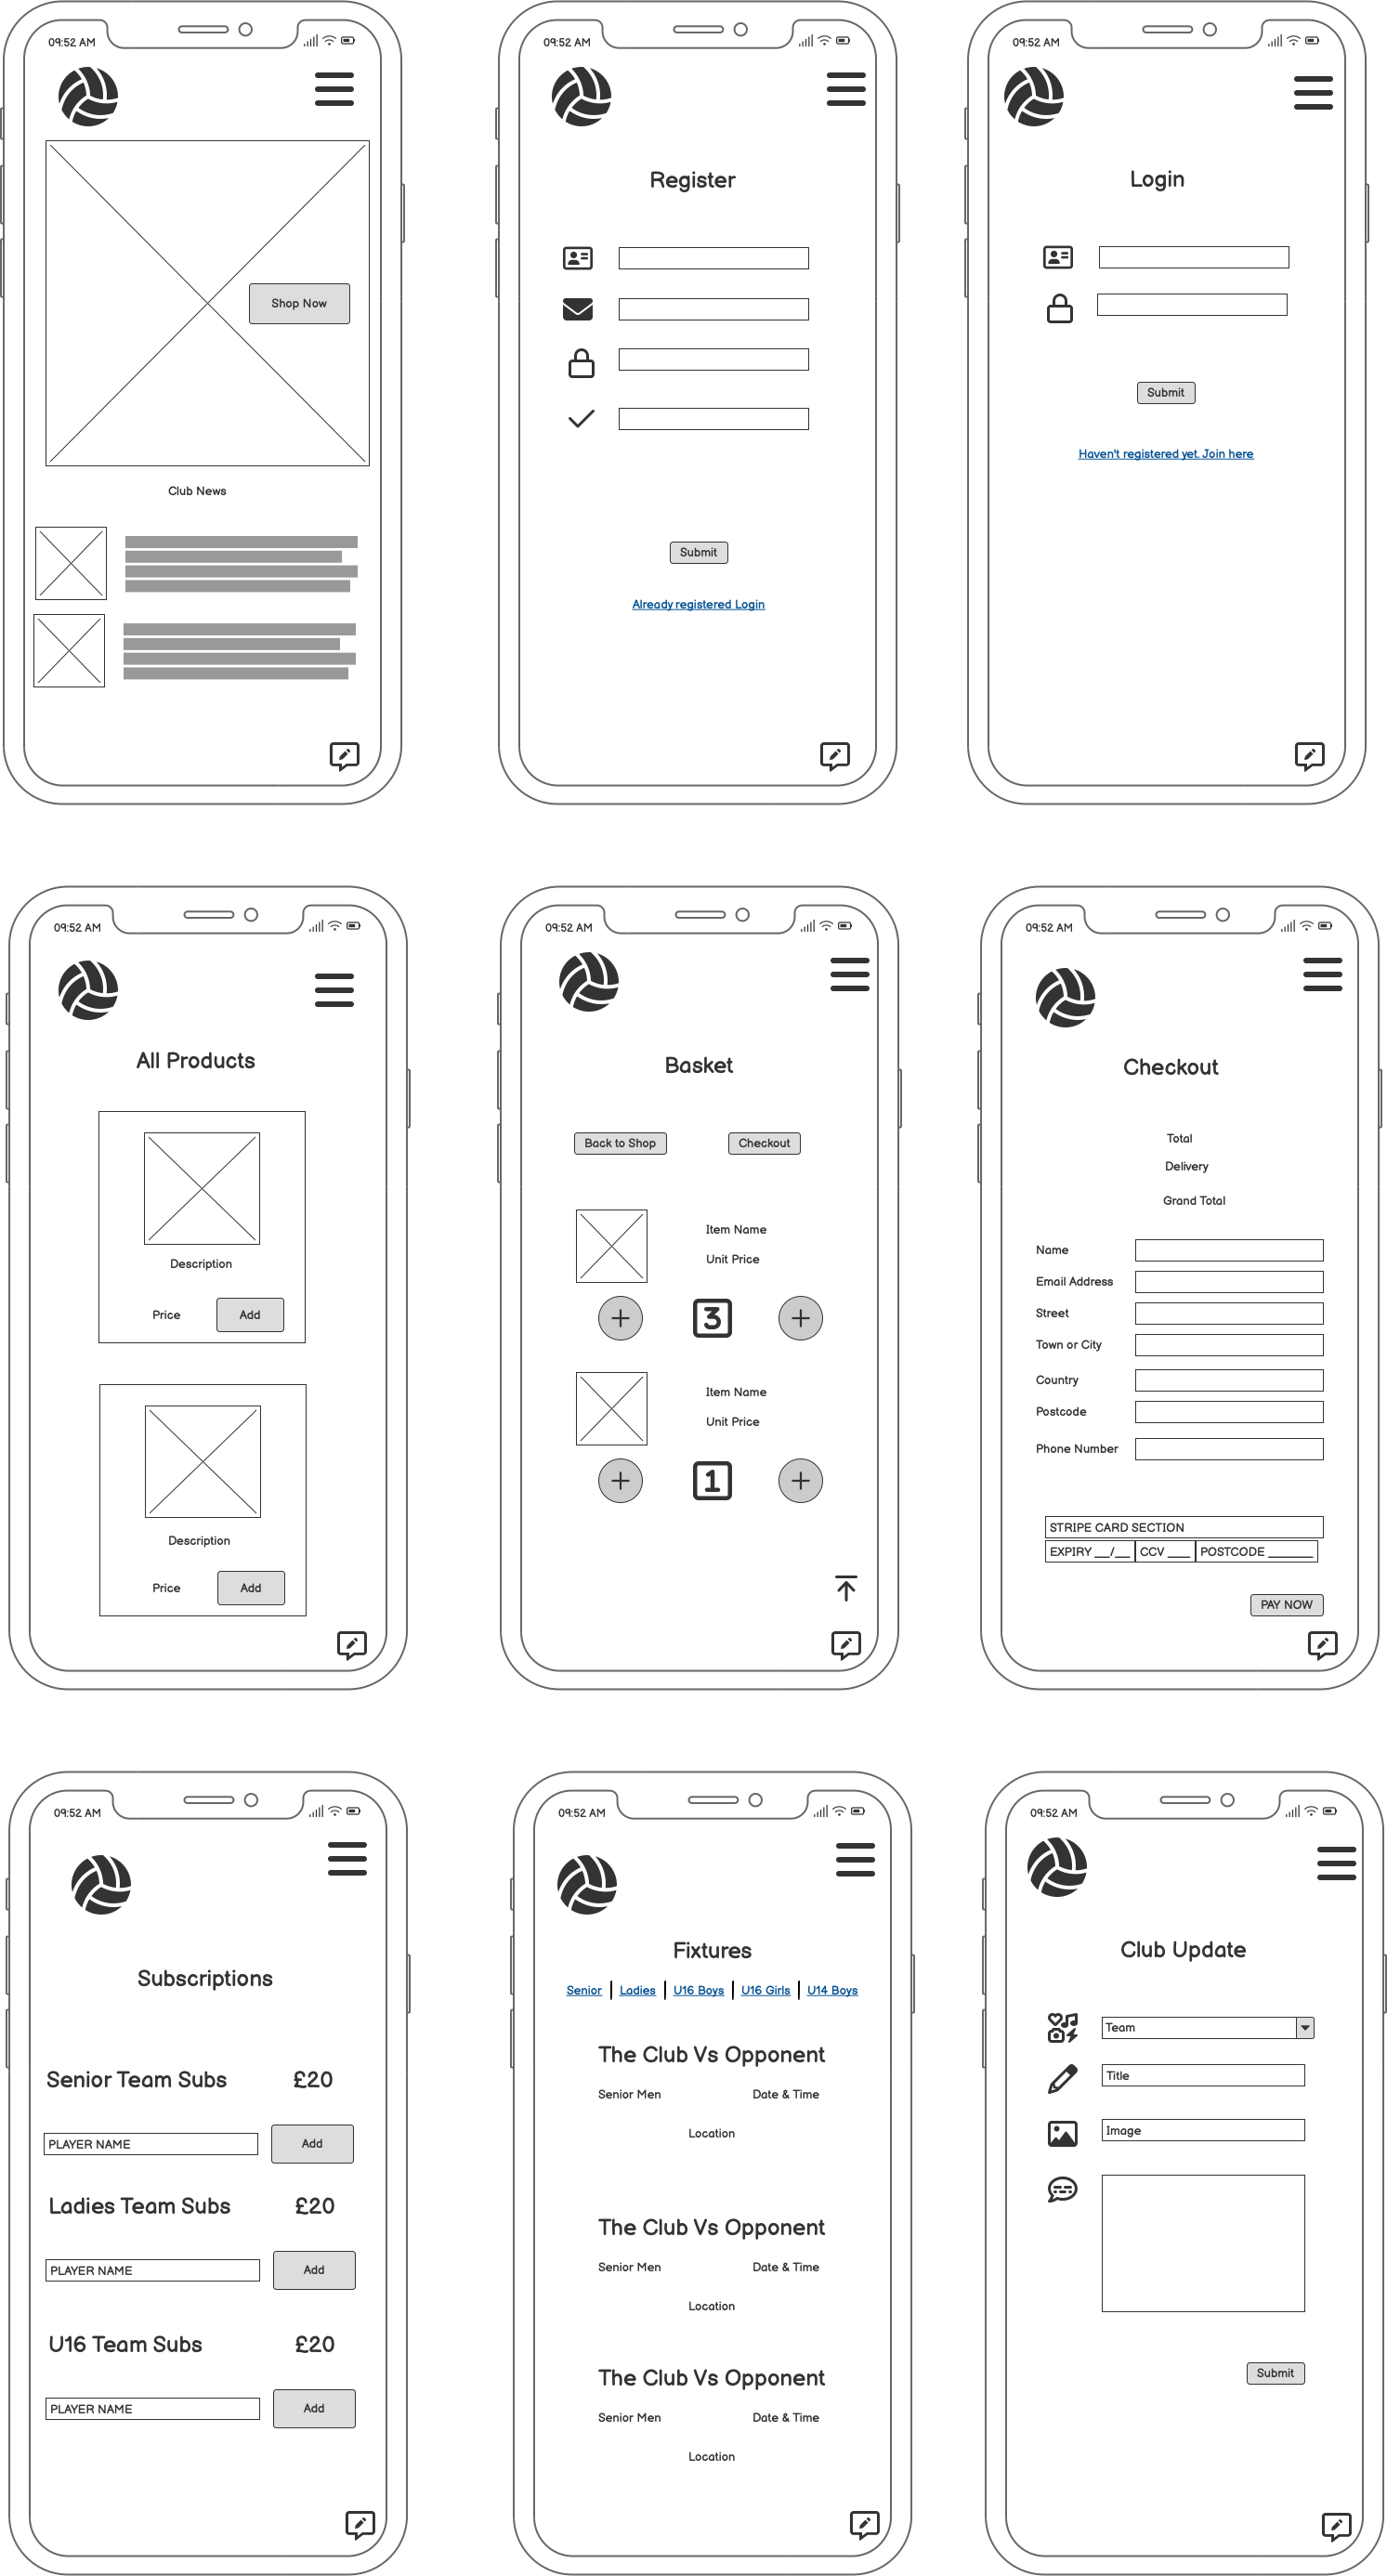 09:52 AM
Shop Now
Club News
09:52 AM
Register
Submit
Already registered Login
09:52 AM
Login
Submit
Haven't registered yet. Join here
09:52 AM
All Products
Description
Price Add
Description
Price Add
09:52 AM
Basket
Back to Shop Checkout
Item Name
Unit Price
3
Item Name
Unit Price
1
09:52 AM
Checkout
Total
Delivery
Grand Total
Name
Email Address
Street
Town or City
Country
Postcode
Phone Number
STRIPE CARD SECTION
EXPIRY __/__ CCV ___ POSTCODE ______
PAY NOW
09:52 AM
Subscriptions
Senior Team Subs £20
PLAYER NAME Add
Ladies Team Subs £20
PLAYER NAME Add
U16 Team Subs £20
PLAYER NAME Add
09:52 AM
Fixtures
Senior | Ladies | U16 Boys | U16 Girls | U14 Boys
The Club Vs Opponent
Senior Men Date & Time
Location
The Club Vs Opponent
Senior Men Date & Time
Location
The Club Vs Opponent
Senior Men Date & Time
Location
09:52 AM
Club Update
Team
Title
Image
Submit